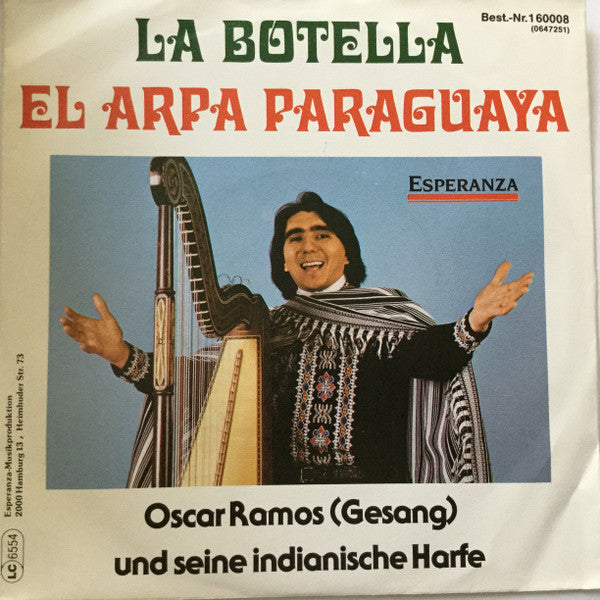 LA BOTELLA
Best.-Nr.160008
(0647251)
EL ARPA PARAGUAYA
ESPERANZA
Esperanza-Musikproduktion
2000 Hamburg 13, Heimhuder Str. 73
LC 6554
Oscar Ramos (Gesang)
und seine indianische Harfe